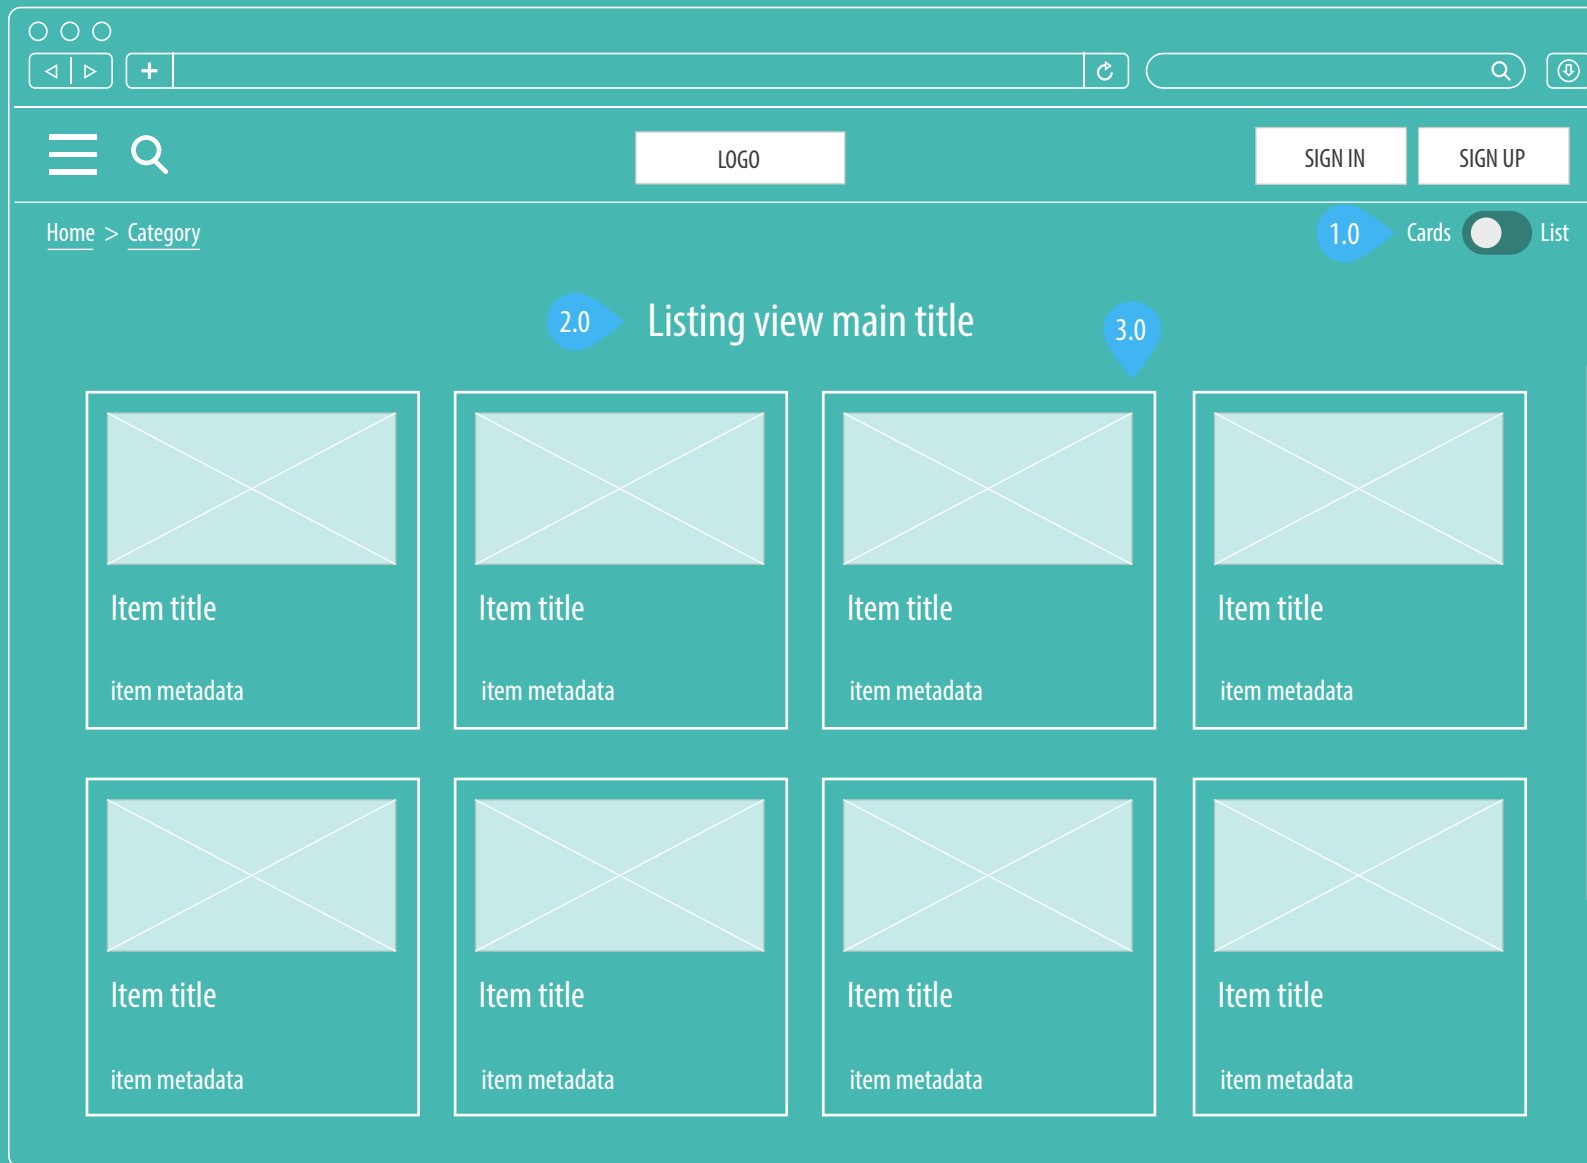 LOGO
SIGN IN
SIGN UP
Home > Category
1.0
Cards
List
2.0
Listing view main title
3.0
Item title
Item title
Item title
Item title
item metadata
item metadata
item metadata
item metadata
Item title
Item title
Item title
Item title
item metadata
item metadata
item metadata
item metadata